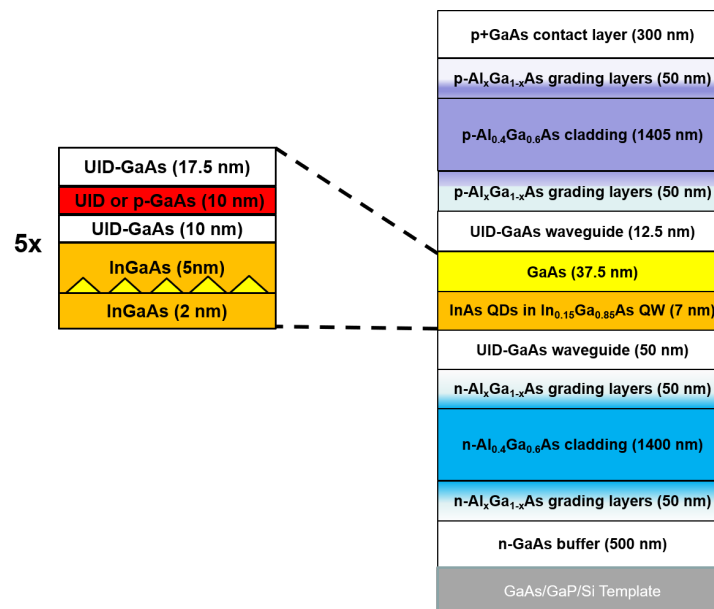 5x
UID-GaAs (17.5 nm)
UID or p-GaAs (10 nm)
UID-GaAs (10 nm)
InGaAs (5nm)
InGaAs (2 nm)
p+GaAs contact layer (300 nm)
p-AlxGa1-xAs grading layers (50 nm)
p-Al0.4Ga0.6As cladding (1405 nm)
p-AlxGa1-xAs grading layers (50 nm)
UID-GaAs waveguide (12.5 nm)
GaAs (37.5 nm)
InAs QDs in In0.15Ga0.85As QW (7 nm)
UID-GaAs waveguide (50 nm)
n-AlxGa1-xAs grading layers (50 nm)
n-Al0.4Ga0.6As cladding (1400 nm)
n-AlxGa1-xAs grading layers (50 nm)
n-GaAs buffer (500 nm)
GaAs/GaP/Si Template